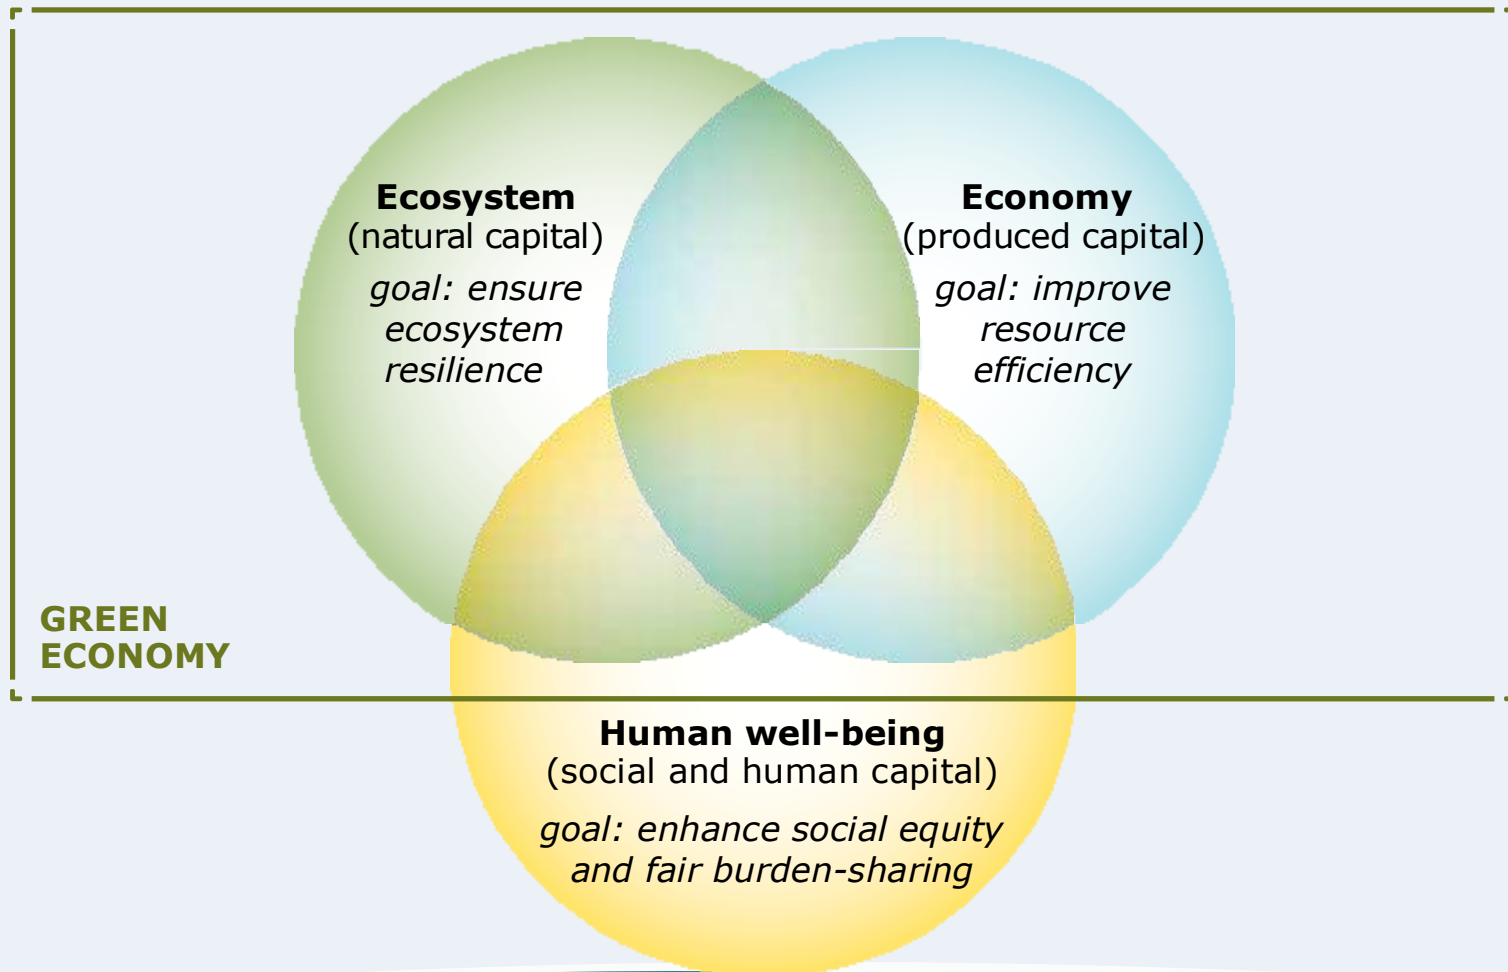 Ecosystem
(natural capital)
goal: ensure
ecosystem
resilience
Economy
(produced capital)
goal: improve
resource
efficiency
GREEN
ECONOMY
Human well-being
(social and human capital)
goal: enhance social equity
and fair burden-sharing